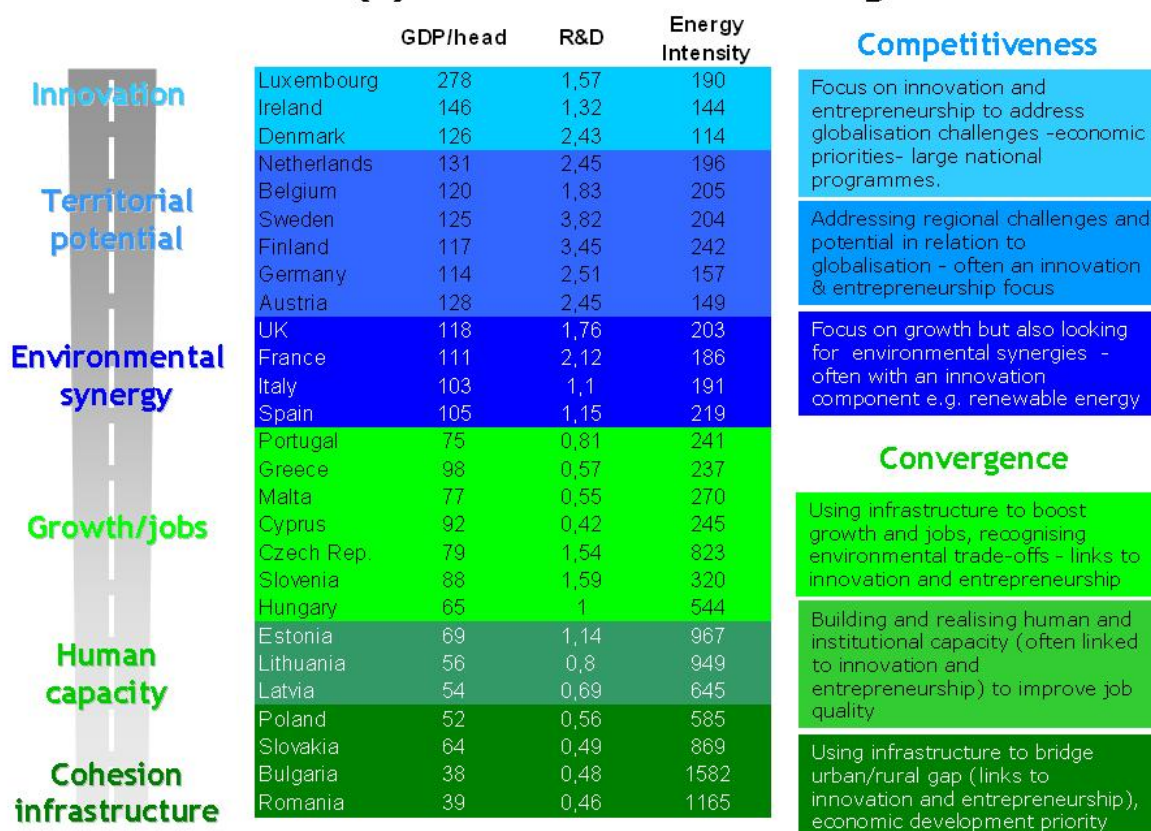 GDP/head R&D Energy Intensity
Innovation
Territorial
potential
Environmental
synergy
Growth/jobs
Human
capacity
Cohesion
infrastructure
Luxembourg 278 1,57 190
Ireland 146 1,32 144
Denmark 126 2,43 114
Netherlands 131 2,45 196
Belgium 120 1,83 205
Sweden 125 3,82 204
Finland 117 3,45 242
Germany 114 2,51 157
Austria 128 2,45 149
UK 118 1,76 203
France 111 2,12 186
Italy 103 1,1 191
Spain 105 1,15 219
Portugal 75 0,81 241
Greece 98 0,57 237
Malta 77 0,55 270
Cyprus 92 0,42 245
Czech Rep. 79 1,54 823
Slovenia 88 1,59 320
Hungary 65 1 544
Estonia 69 1,14 967
Lithuania 56 0,8 949
Latvia 54 0,69 645
Poland 52 0,56 585
Slovakia 64 0,49 869
Bulgaria 38 0,48 1582
Romania 39 0,46 1165
Competitiveness
Focus on innovation and
entrepreneurship to address
globalisation challenges -economic
priorities- large national
programmes.
Addressing regional challenges and
potential in relation to
globalisation - often an innovation
& entrepreneurship focus
Focus on growth but also looking
for environmental synergies -
often with an innovation
component e.g. renewable energy
Convergence
Using infrastructure to boost
growth and jobs, recognising
environmental trade-offs - links to
innovation and entrepreneurship
Building and realising human and
institutional capacity (often linked
to innovation and
entrepreneurship) to improve job
quality
Using infrastructure to bridge
urban/rural gap (links to
innovation and entrepreneurship),
economic development priority